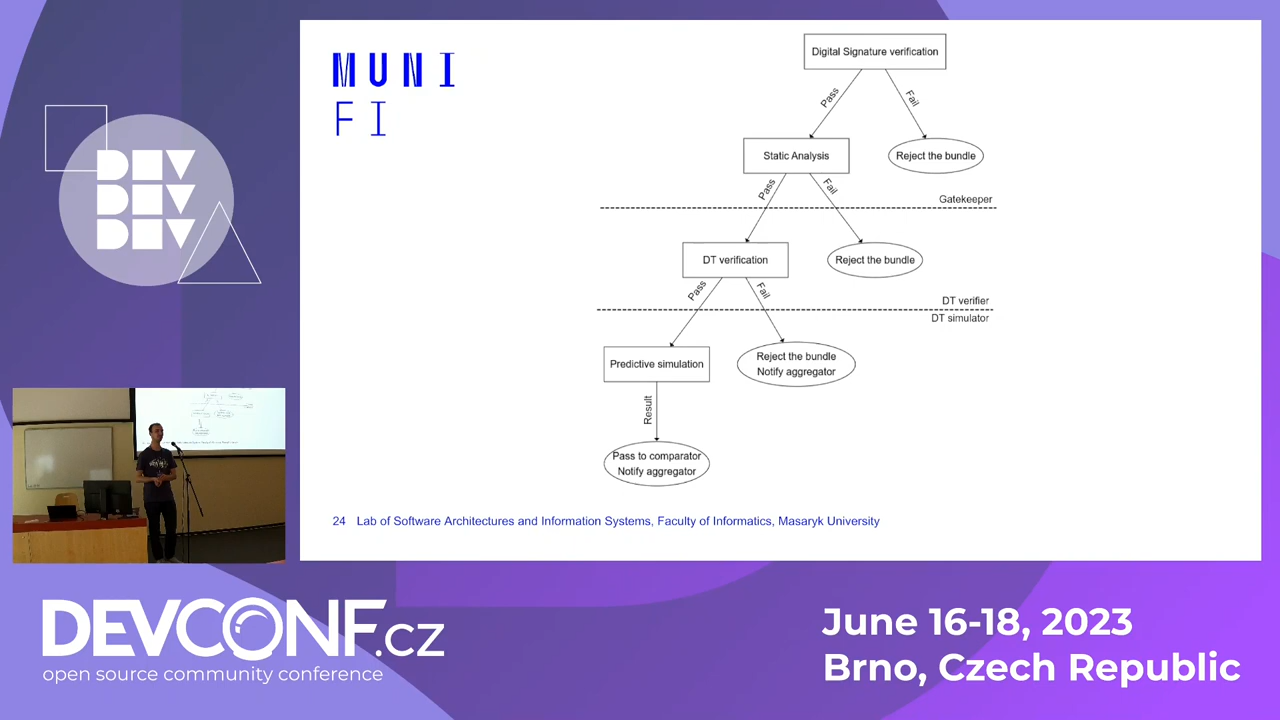 MUNI
FI
Digital Signature verification
Pass
Fail
Static Analysis
Reject the bundle
Pass
Fail
Gatekeeper
DT verification
Reject the bundle
Pass
Fail
DT verifier
DT simulator
Predictive simulation
Reject the bundle
Notify aggregator
Result
Pass to comparator
Notify aggregator
24 Lab of Software Architectures and Information Systems, Faculty of Informatics, Masaryk University
DEV
DEV
DEV
DEVCONF.cz
open source community conference
June 16-18, 2023
Brno, Czech Republic